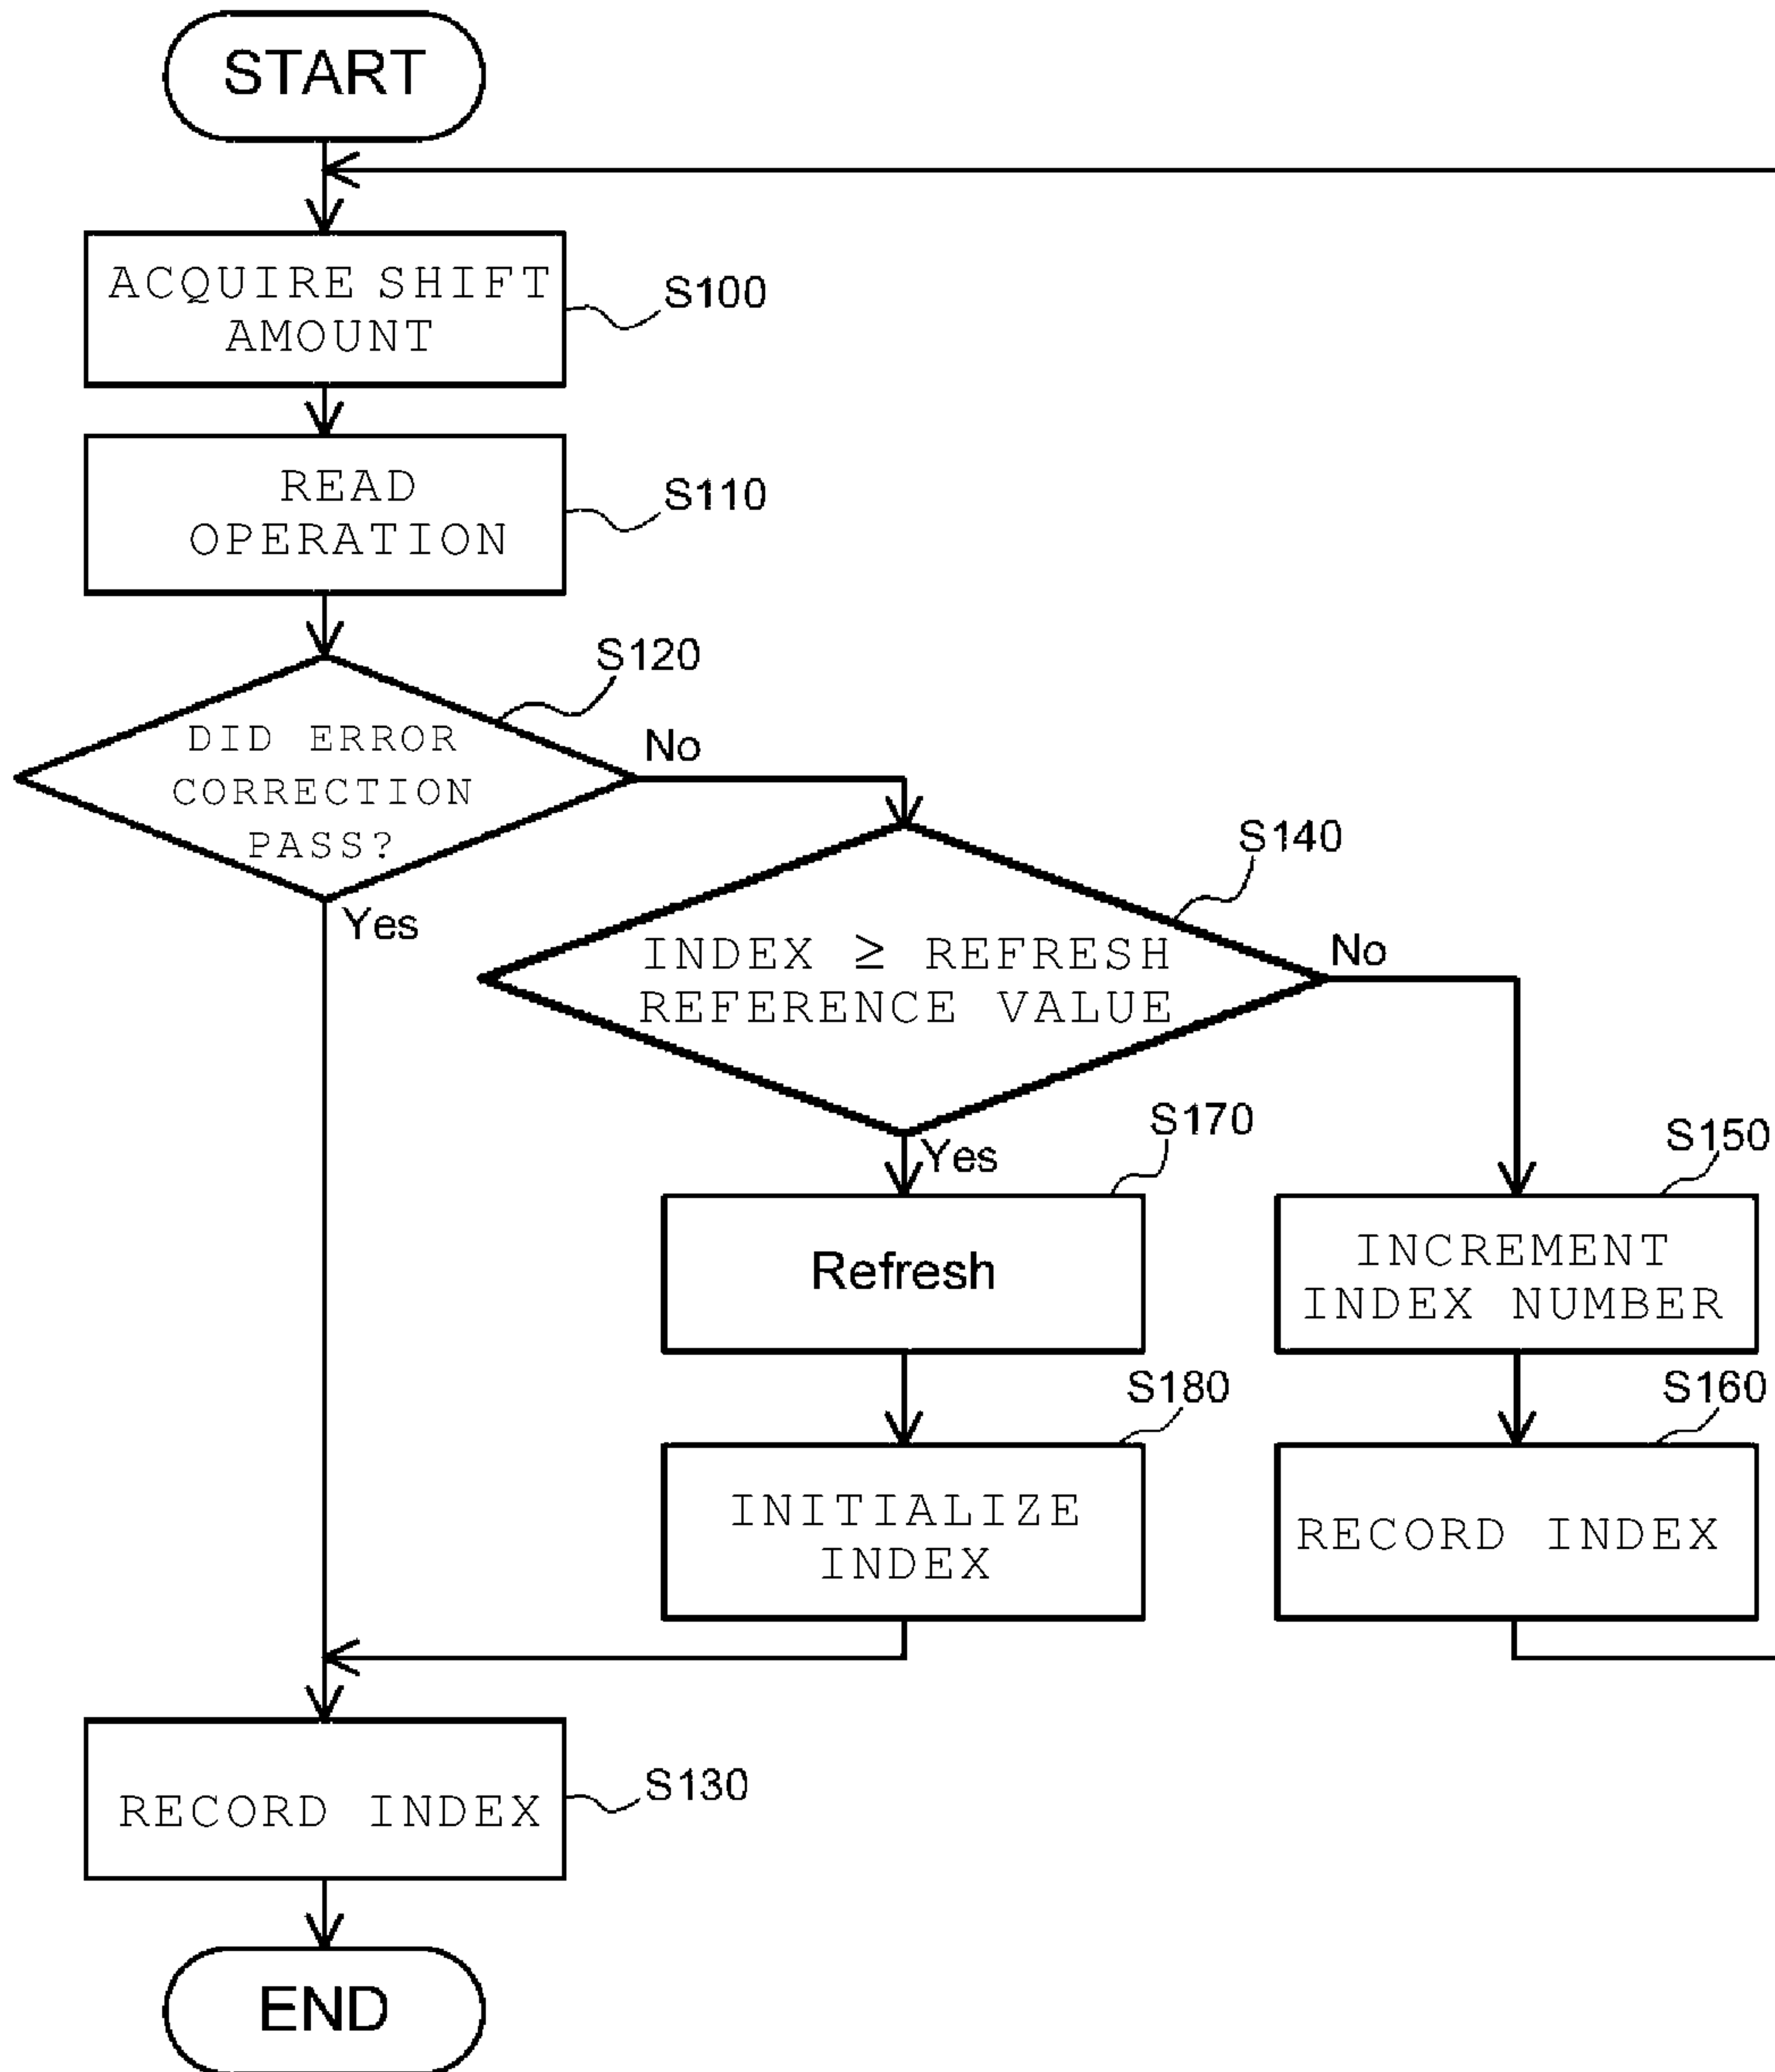 START
ACQUIRE SHIFT
AMOUNT
S100
READ
OPERATION
S110
S120
DID ERROR
CORRECTION
PASS?
No
Yes
S140
INDEX ≥ REFRESH
REFERENCE VALUE
No
Yes
S170
Refresh
S150
INCREMENT
INDEX NUMBER
S180
INITIALIZE
INDEX
S160
RECORD INDEX
RECORD INDEX
S130
END